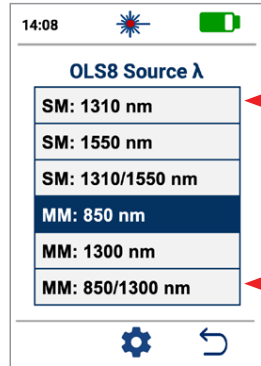 14:08
OLS8 Source λ
SM: 1310 nm
SM: 1550 nm
SM: 1310/1550 nm
MM: 850 nm
MM: 1300 nm
MM: 850/1300 nm